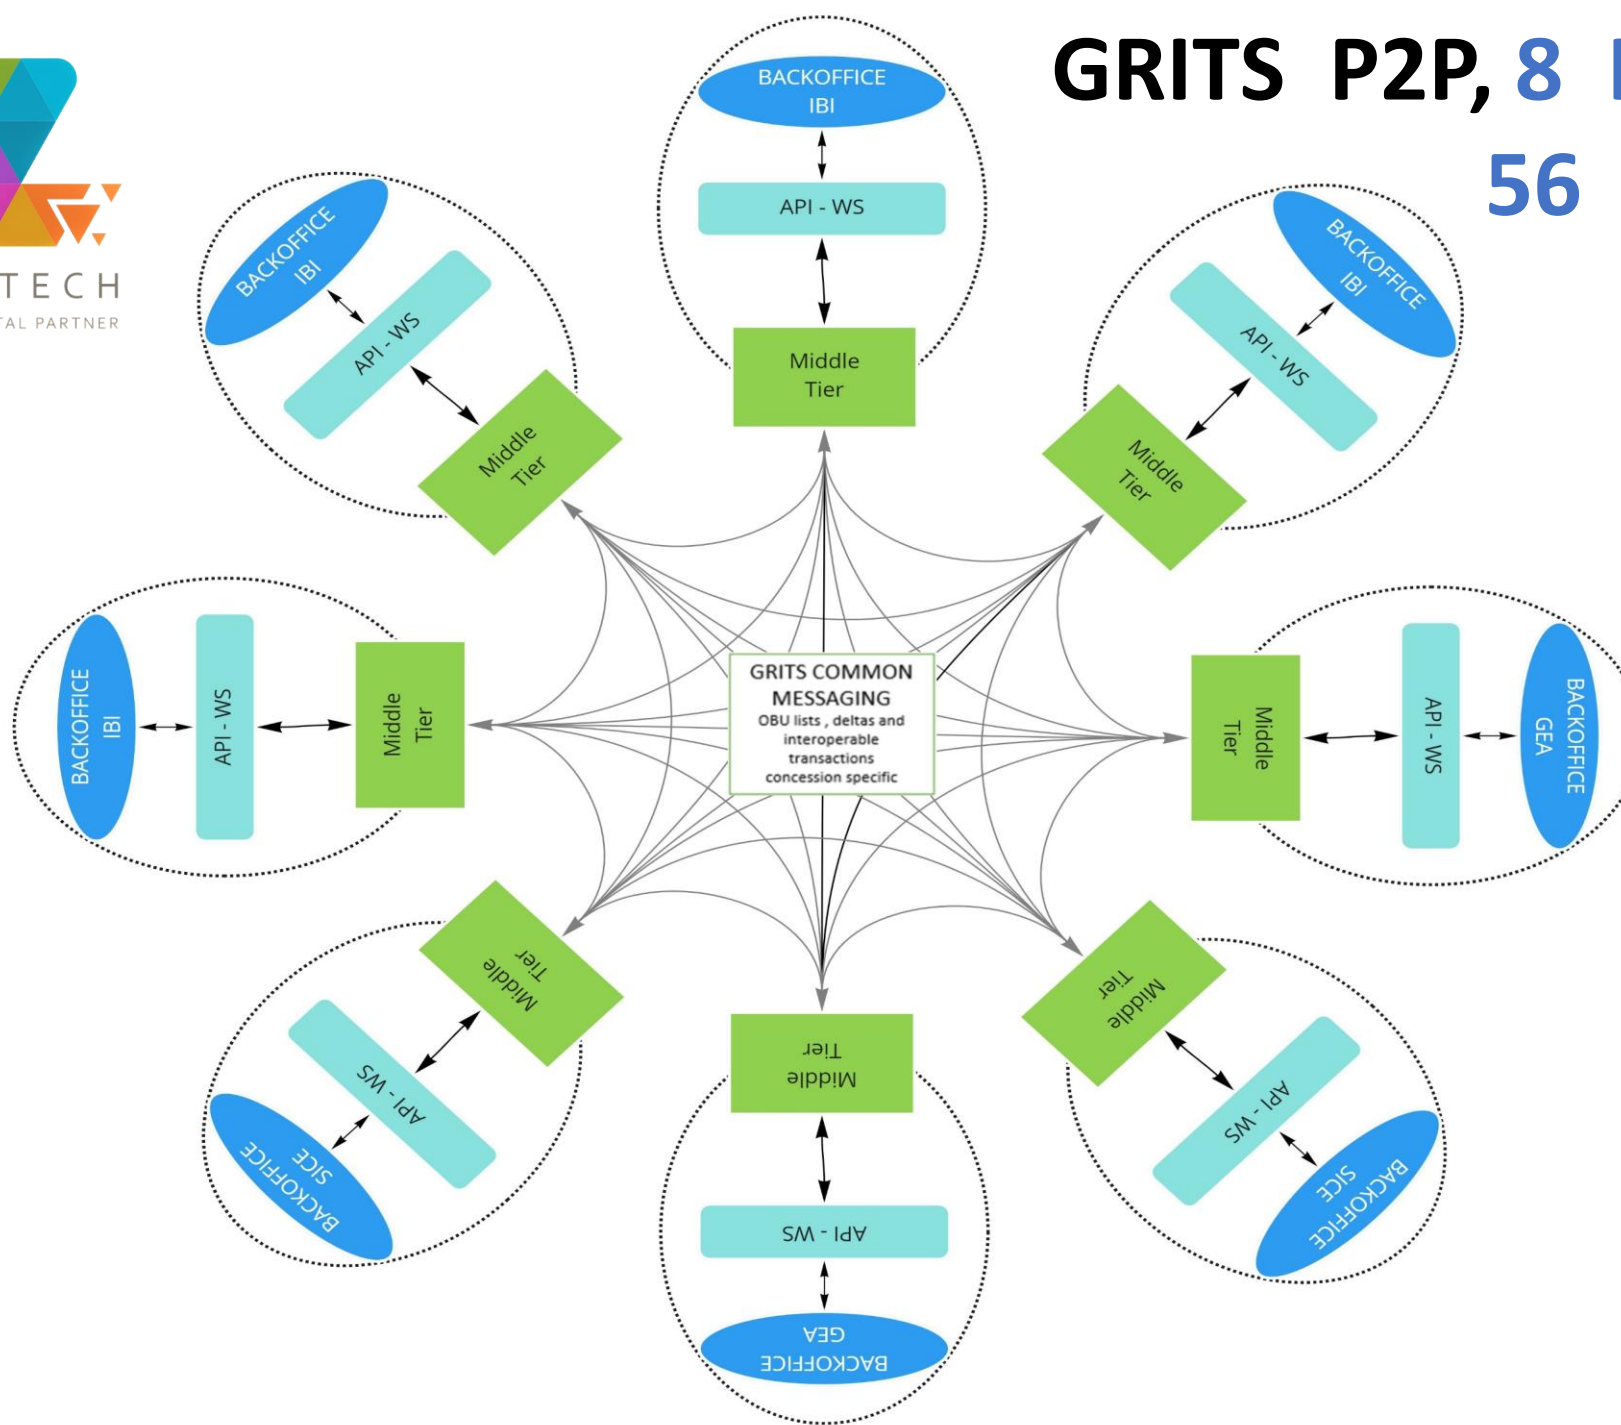 GRITS P2P, 8
56
TECH
TAL PARTNER
BACKOFFICE
IBI
API - WS
Middle
Tier
BACKOFFICE
IBI
API - WS
Middle
Tier
BACKOFFICE
IBI
API - WS
Middle
Tier
BACKOFFICE
IBI
API - WS
Middle
Tier
GRITS COMMON
MESSAGING
OBU lists , deltas and
interoperable
transactions
concession specific
Middle
Tier
API - WS
BACKOFFICE
GEA
Middle
Tier
API - WS
BACKOFFICE
SICE
Middle
Tier
API - WS
BACKOFFICE
SICE
Middle
Tier
API - WS
BACKOFFICE
GEA